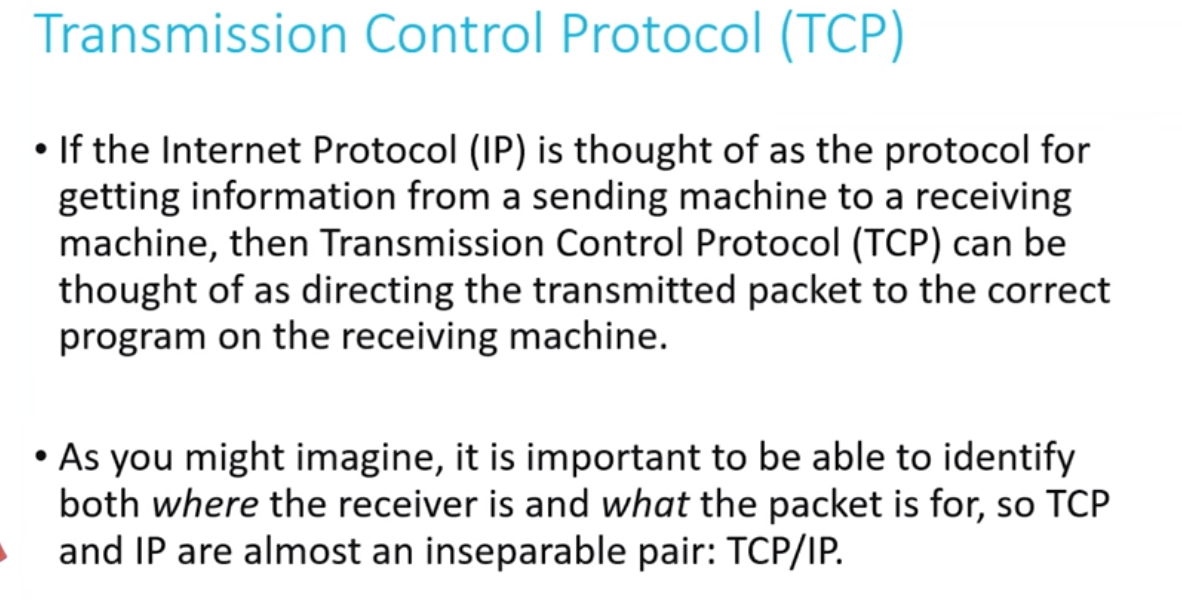 Transmission Control Protocol (TCP)
• If the Internet Protocol (IP) is thought of as the protocol for
getting information from a sending machine to a receiving
machine, then Transmission Control Protocol (TCP) can be
thought of as directing the transmitted packet to the correct
program on the receiving machine.
• As you might imagine, it is important to be able to identify
both where the receiver is and what the packet is for, so TCP
and IP are almost an inseparable pair: TCP/IP.